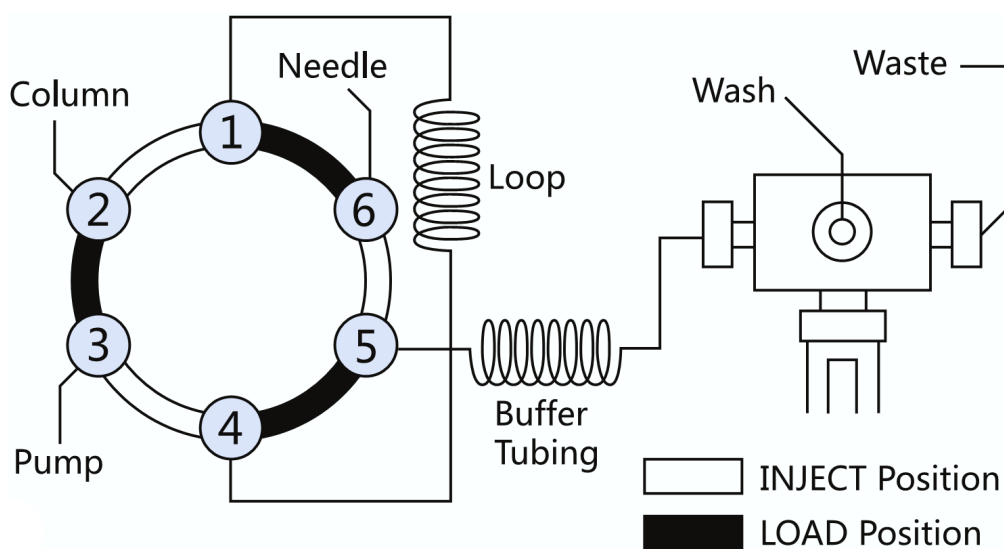 Needle
Waste
Column
Wash
1
Loop
2
6
3
5
4
Buffer
Tubing
Pump
INJECT Position
LOAD Position